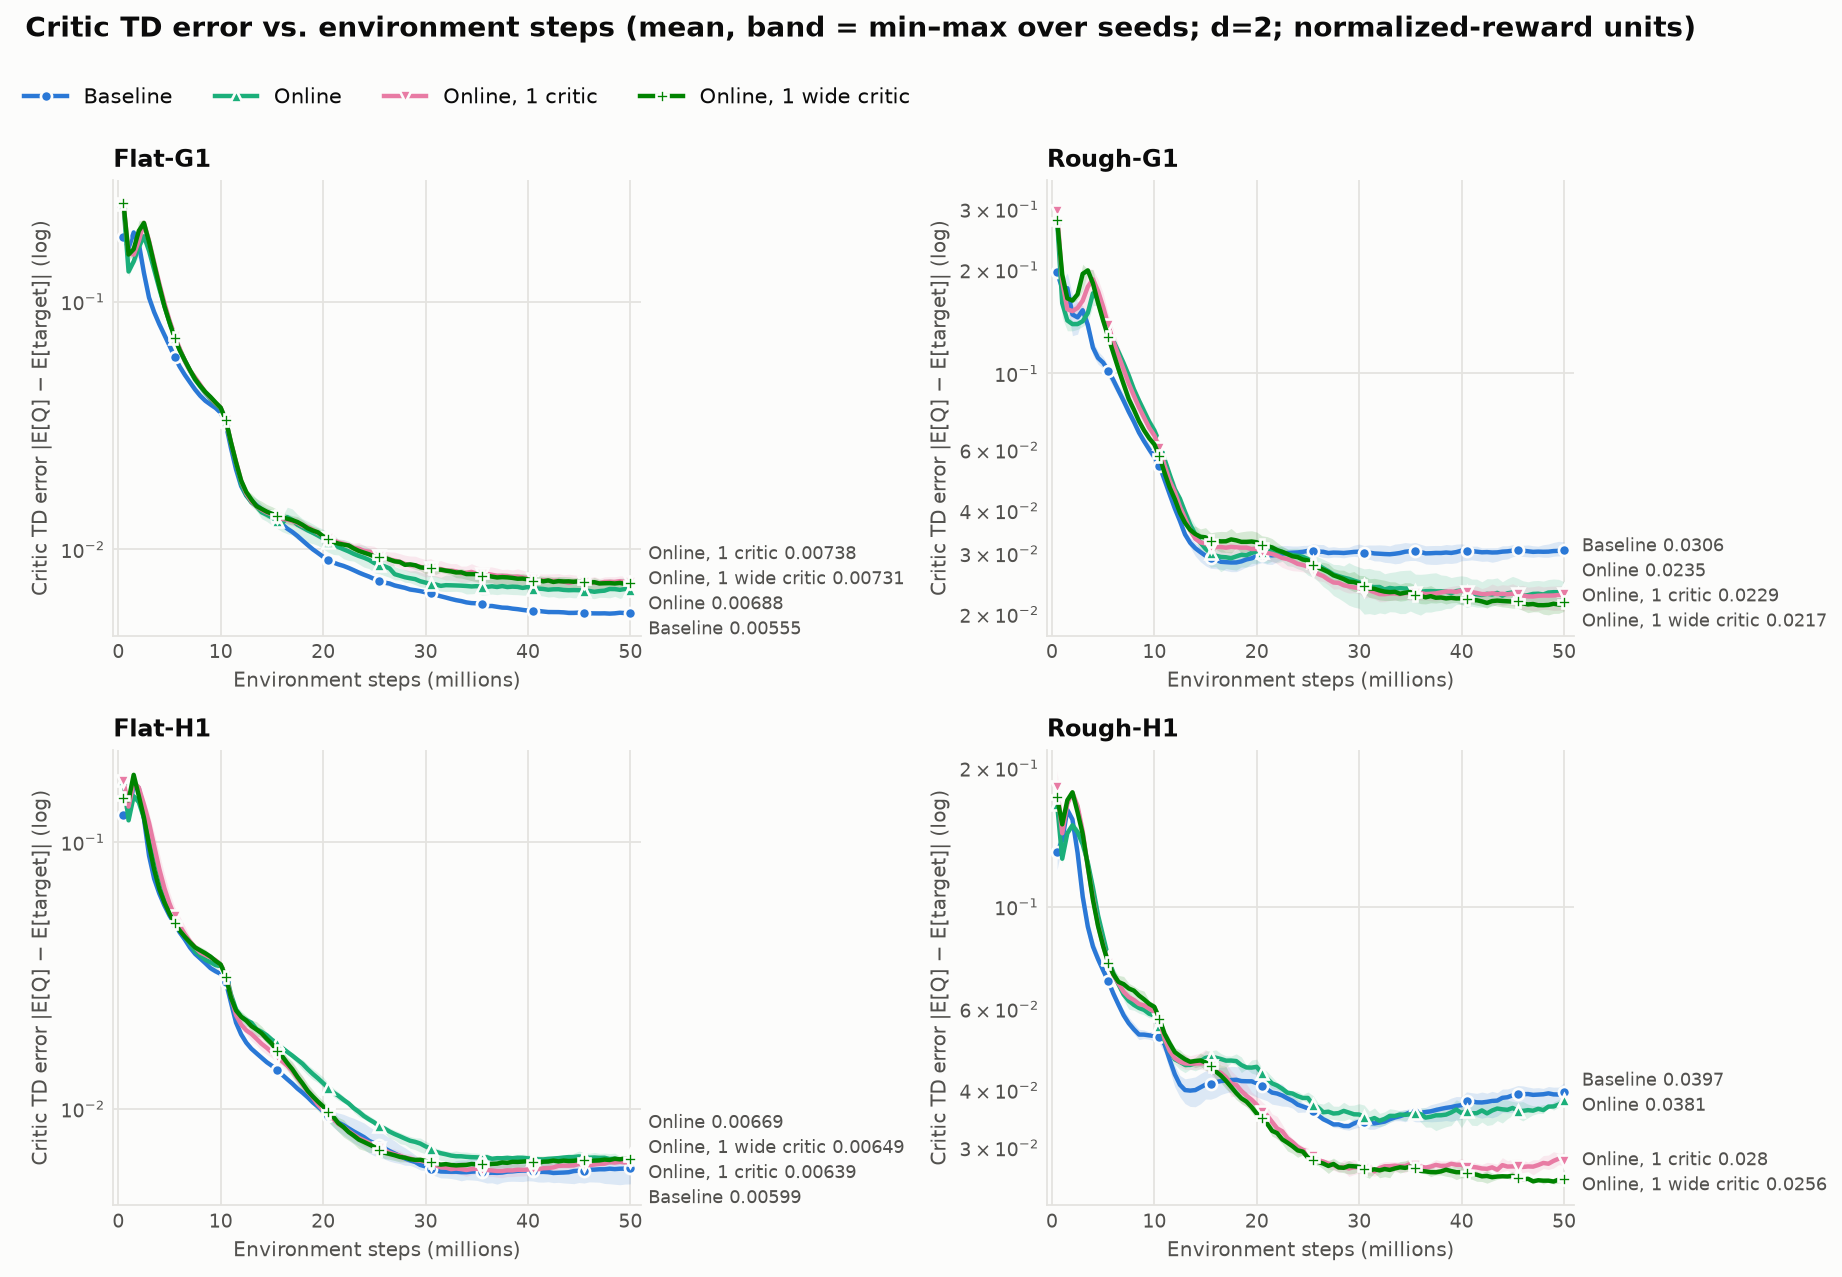 Critic TD error vs. environment steps (mean, band = min–max over seeds; d=2; normalized-reward units)
Baseline
Online
Online, 1 critic
Online, 1 wide critic
Flat-G1
Critic TD error |E[Q] − E[target]| (log)
10⁻¹
10⁻²
0 10 20 30 40 50
Environment steps (millions)
Online, 1 critic 0.00738
Online, 1 wide critic 0.00731
Online 0.00688
Baseline 0.00555
Rough-G1
Critic TD error |E[Q] − E[target]| (log)
3 × 10⁻¹
2 × 10⁻¹
10⁻¹
6 × 10⁻²
4 × 10⁻²
3 × 10⁻²
2 × 10⁻²
0 10 20 30 40 50
Environment steps (millions)
Baseline 0.0306
Online 0.0235
Online, 1 critic 0.0229
Online, 1 wide critic 0.0217
Flat-H1
Critic TD error |E[Q] − E[target]| (log)
10⁻¹
10⁻²
0 10 20 30 40 50
Environment steps (millions)
Online 0.00669
Online, 1 wide critic 0.00649
Online, 1 critic 0.00639
Baseline 0.00599
Rough-H1
Critic TD error |E[Q] − E[target]| (log)
2 × 10⁻¹
10⁻¹
6 × 10⁻²
4 × 10⁻²
3 × 10⁻²
0 10 20 30 40 50
Environment steps (millions)
Baseline 0.0397
Online 0.0381
Online, 1 critic 0.028
Online, 1 wide critic 0.0256